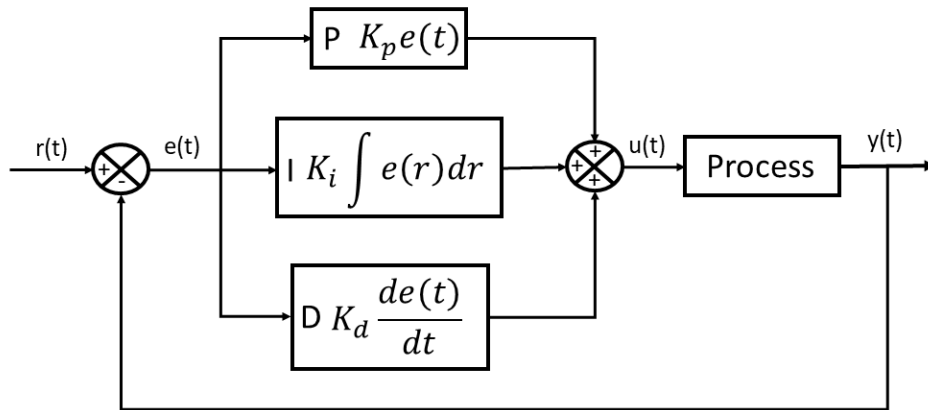 P K_p e(t)
r(t)
+
-
e(t)
I K_i ∫ e(r)dr
+
+
+
u(t)
Process
y(t)
D K_d de(t)/dt